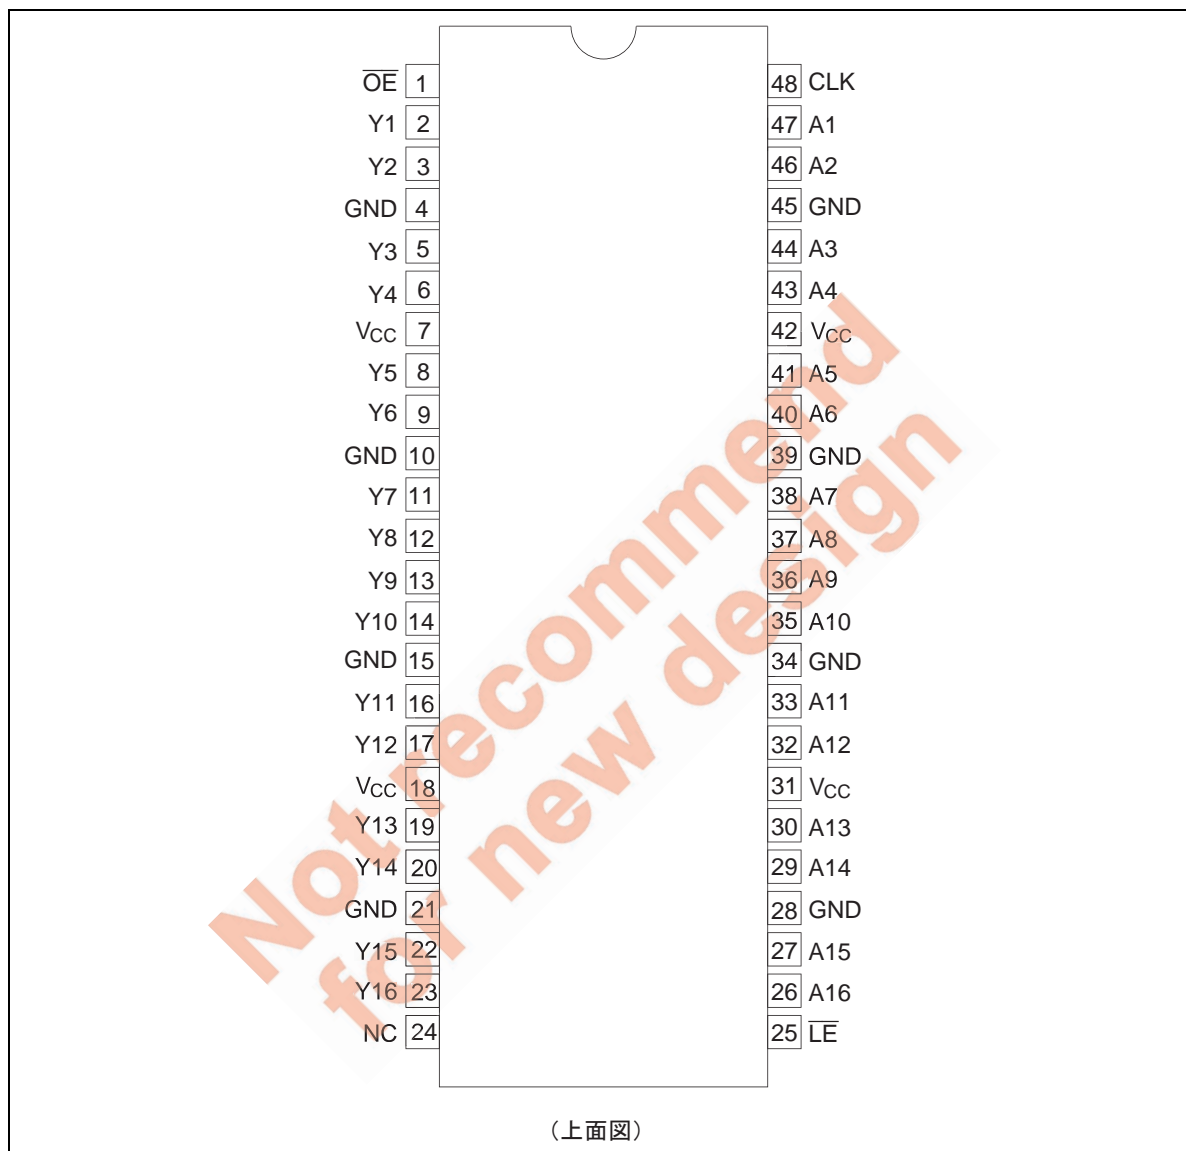 O̅E̅ 1 48 CLK
Y1 2 47 A1
Y2 3 46 A2
GND 4 45 GND
Y3 5 44 A3
Y4 6 43 A4
VCC 7 42 VCC
Y5 8 41 A5
Y6 9 40 A6
GND 10 39 GND
Y7 11 38 A7
Y8 12 37 A8
Y9 13 36 A9
Y10 14 35 A10
GND 15 34 GND
Y11 16 33 A11
Y12 17 32 A12
VCC 18 31 VCC
Y13 19 30 A13
Y14 20 29 A14
GND 21 28 GND
Y15 22 27 A15
Y16 23 26 A16
NC 24 25 L̅E̅
(上面図)
Not recommend
for new design